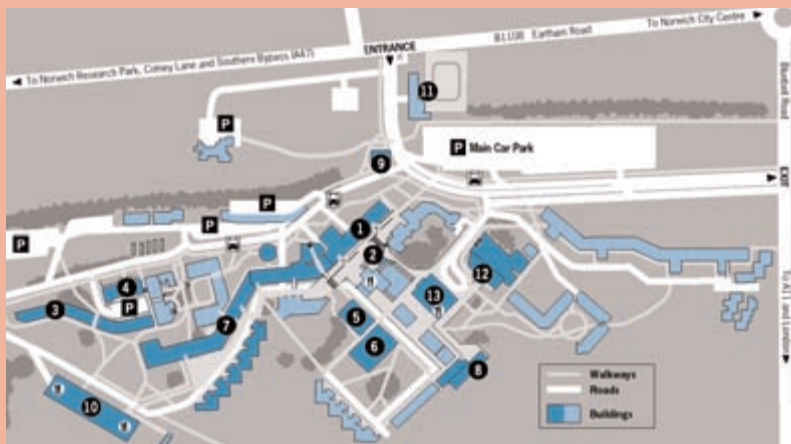 To Norwich City Centre
B1108 Earlham Road
ENTRANCE
To Norwich Research Park, Colney Lane and Southern Bypass (A47)
Bluebell Road
11
P
P Main Car Park
9
EXIT
P
P
1
P
2
12
4
13
3
P
5
7
6
To A11 and London
8
10
Walkways
Roads
Buildings